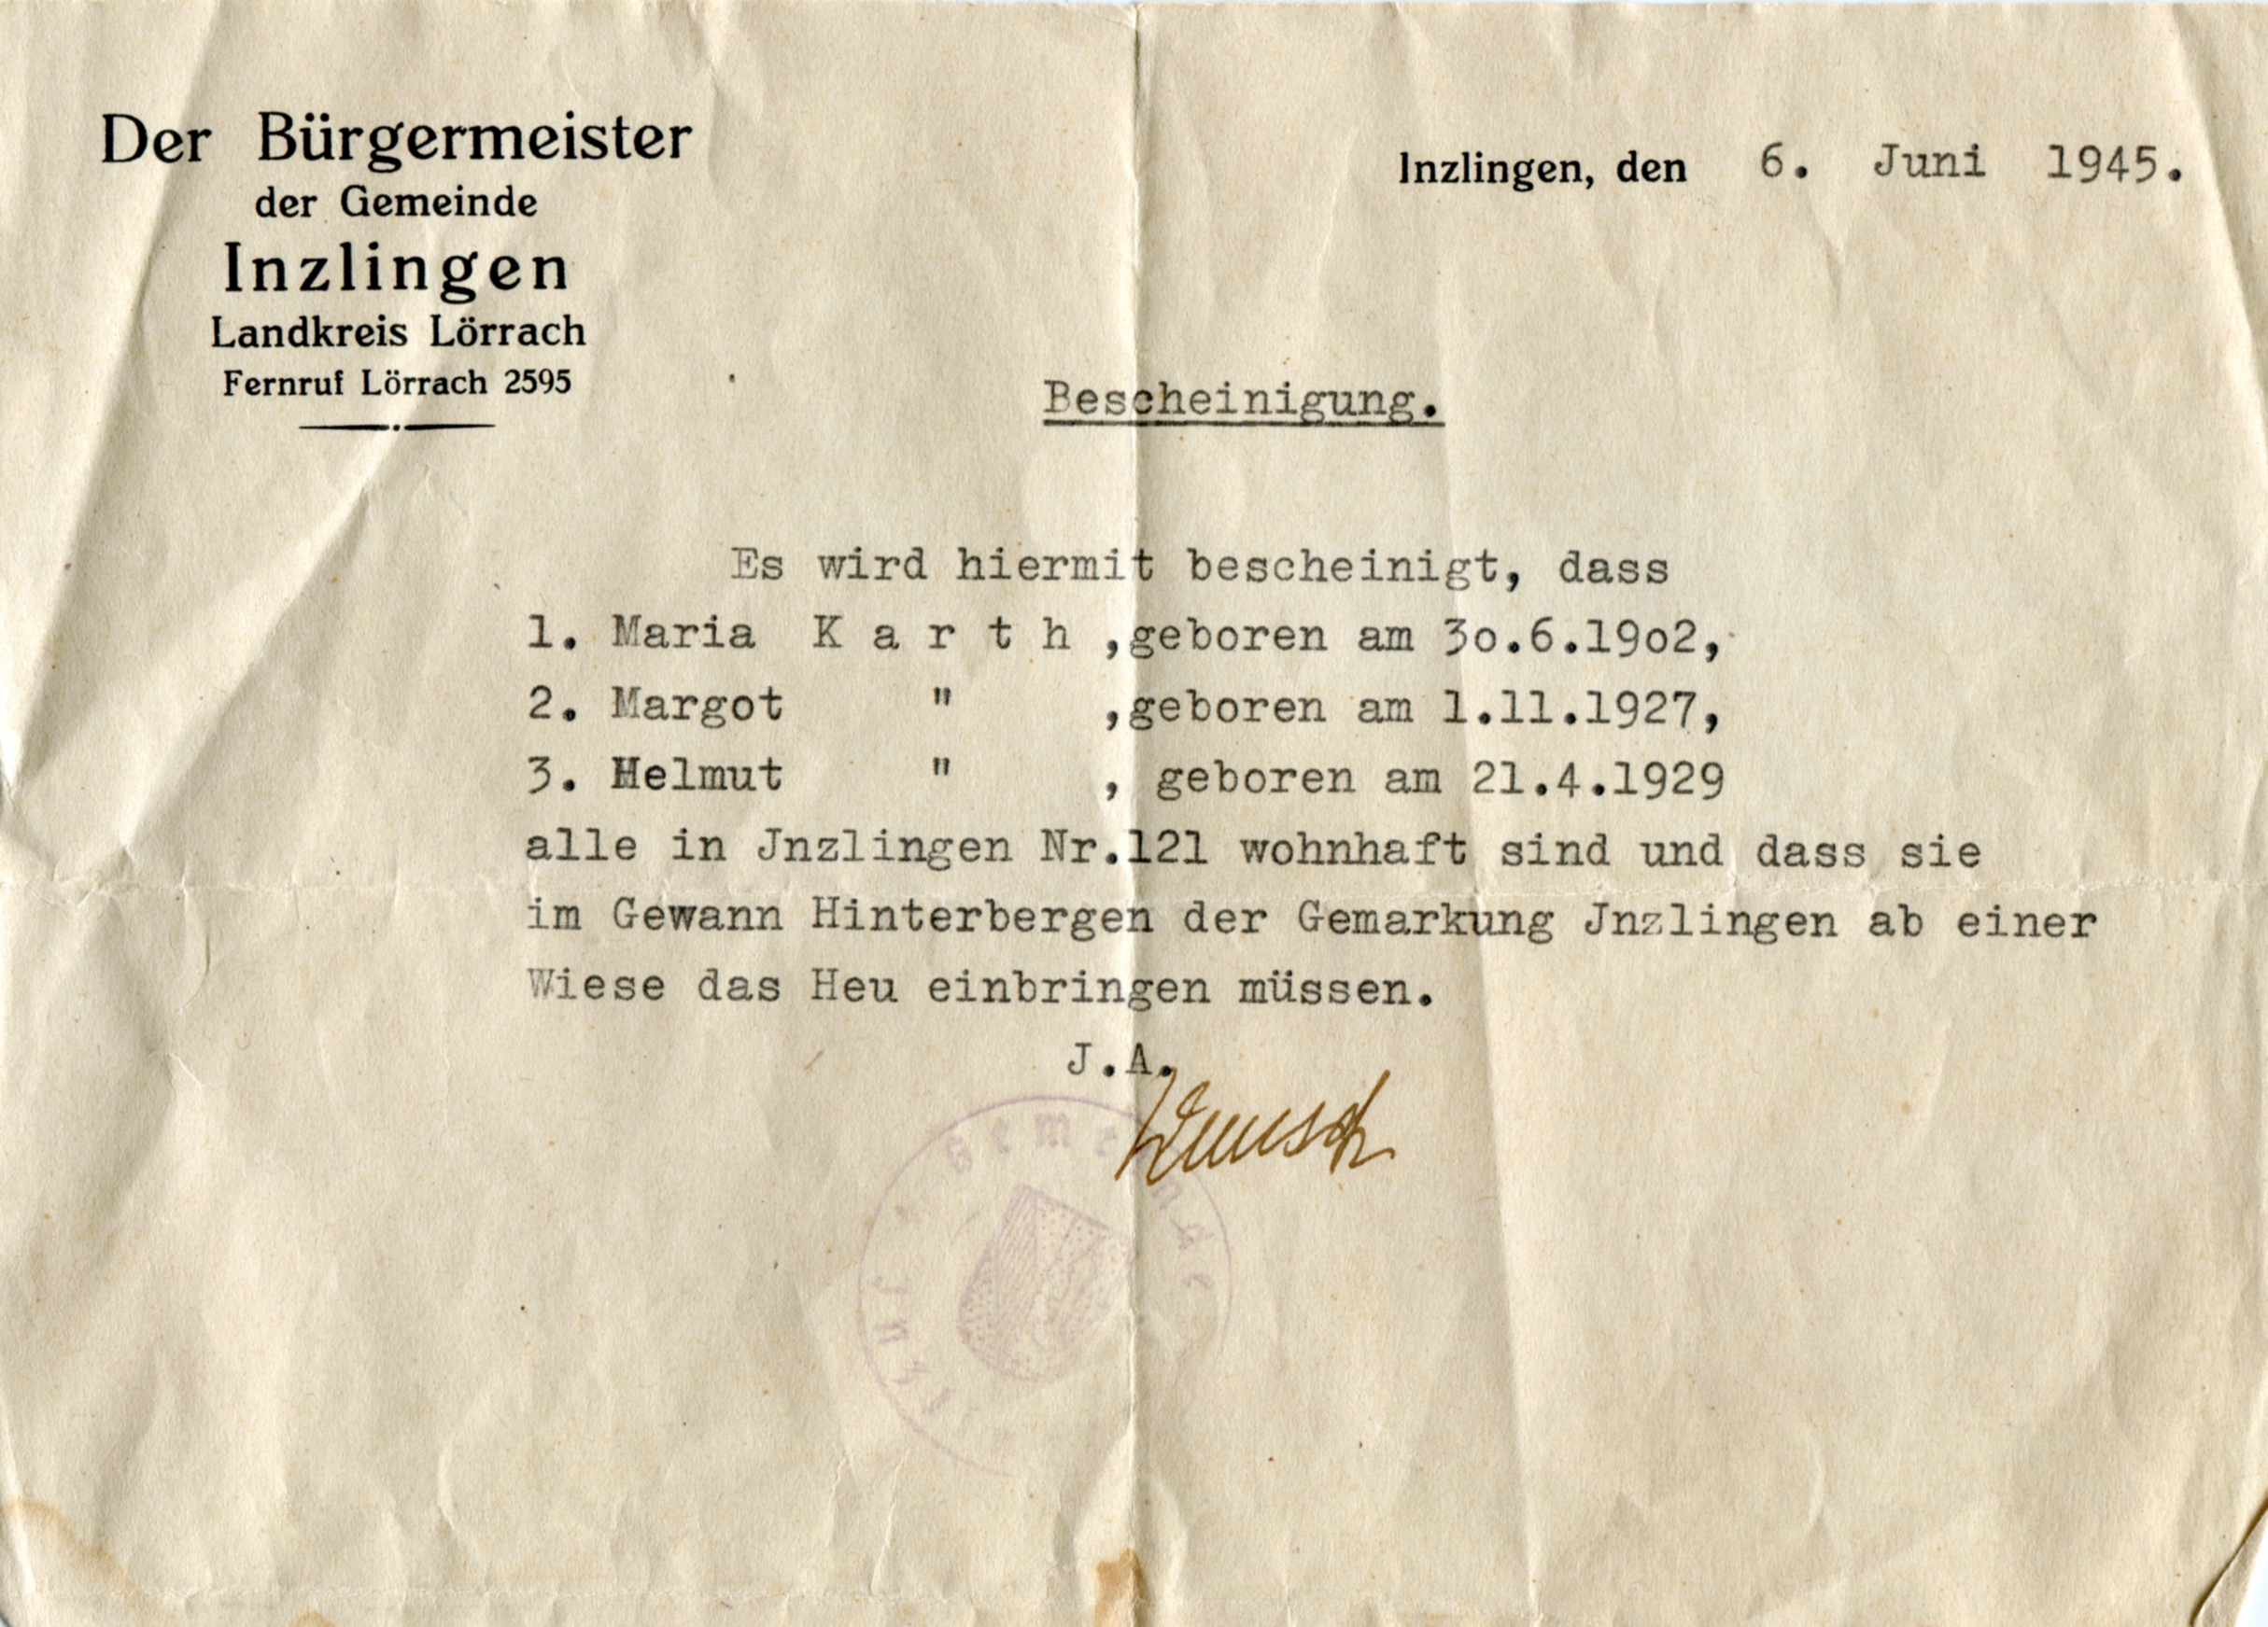 Der Bürgermeister
der Gemeinde
Inzlingen
Landkreis Lörrach
Fernruf Lörrach 2595
Inzlingen, den 6. Juni 1945.
Bescheinigung.
Es wird hiermit bescheinigt, dass
1. Maria K a r t h ,geboren am 3o.6.19o2,
2. Margot " ,geboren am 1.11.1927,
3. Helmut " , geboren am 21.4.1929
alle in Jnzlingen Nr.121 wohnhaft sind und dass sie
im Gewann Hinterbergen der Gemarkung Jnzlingen ab einer
Wiese das Heu einbringen müssen.
J.A.
Wunsch
Gemeinde